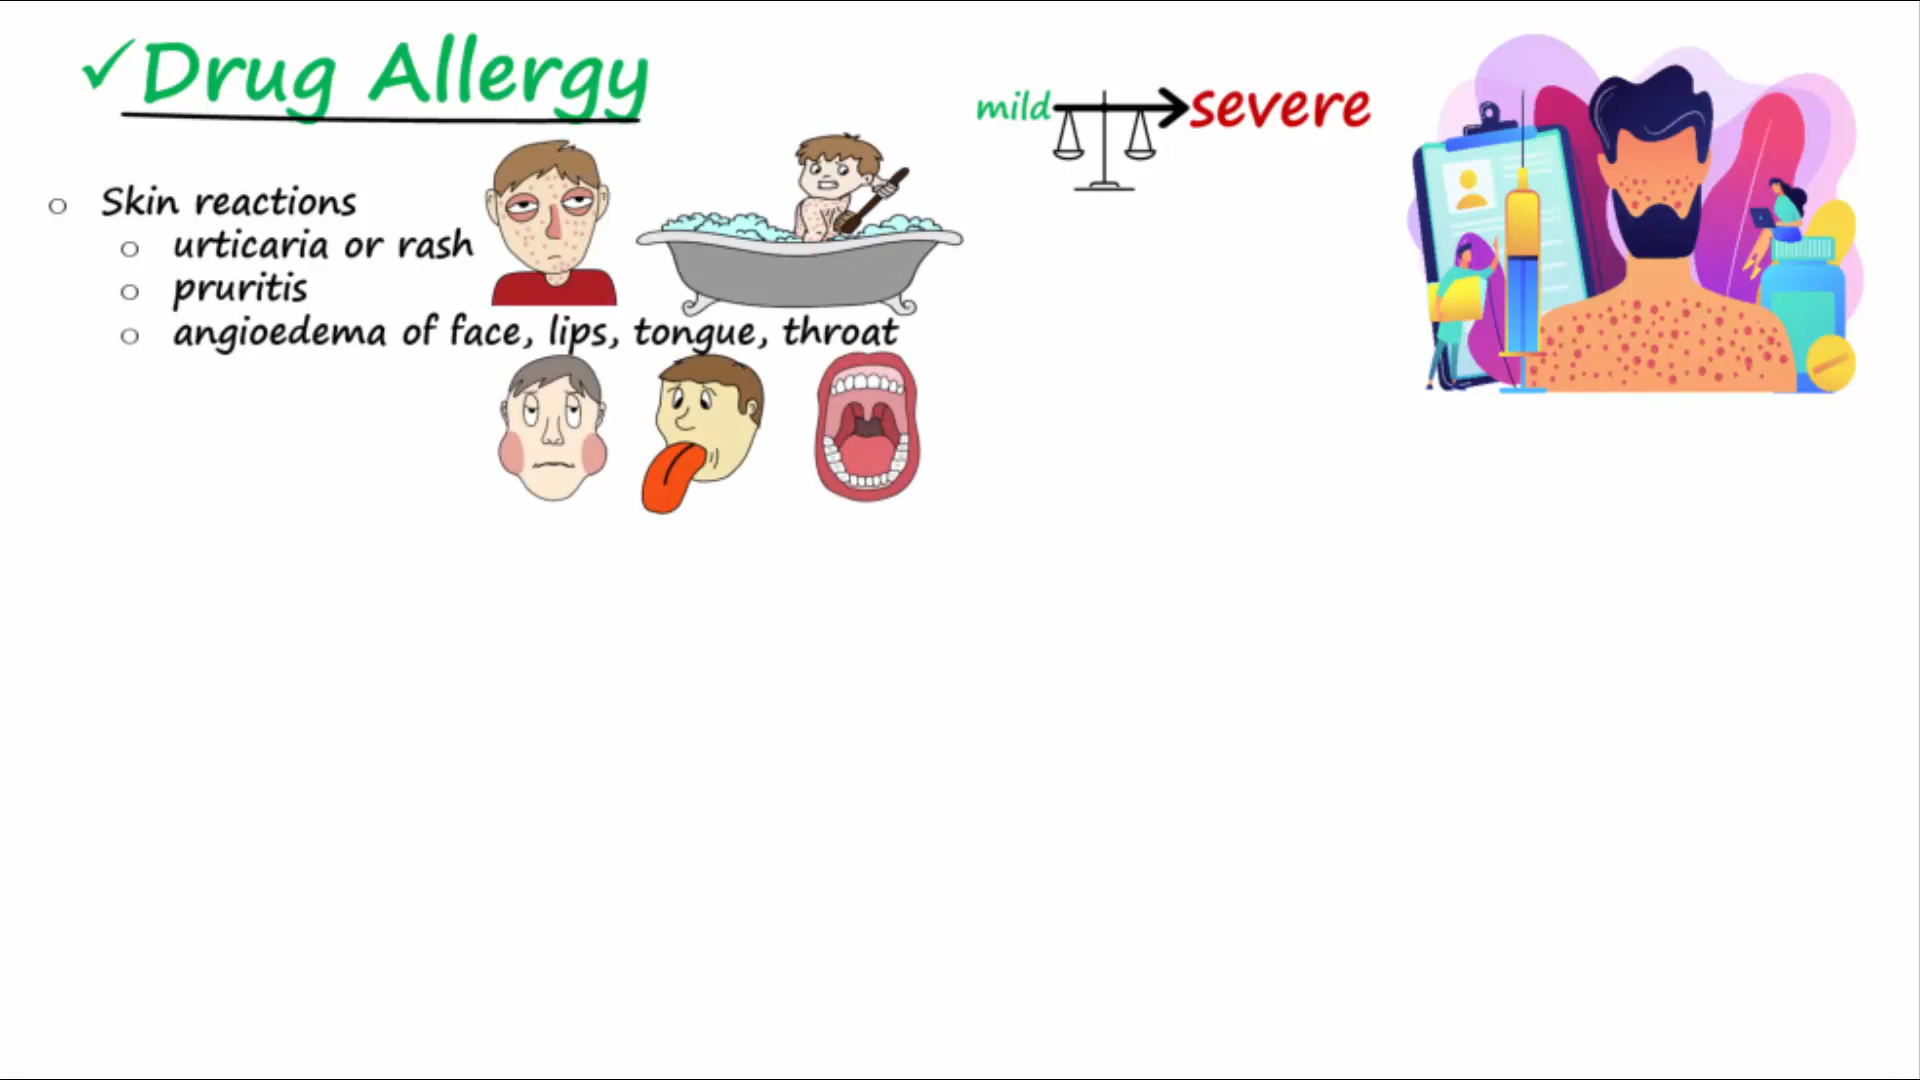 ✓Drug Allergy
mild severe
Skin reactions
urticaria or rash
pruritis
angioedema of face, lips, tongue, throat